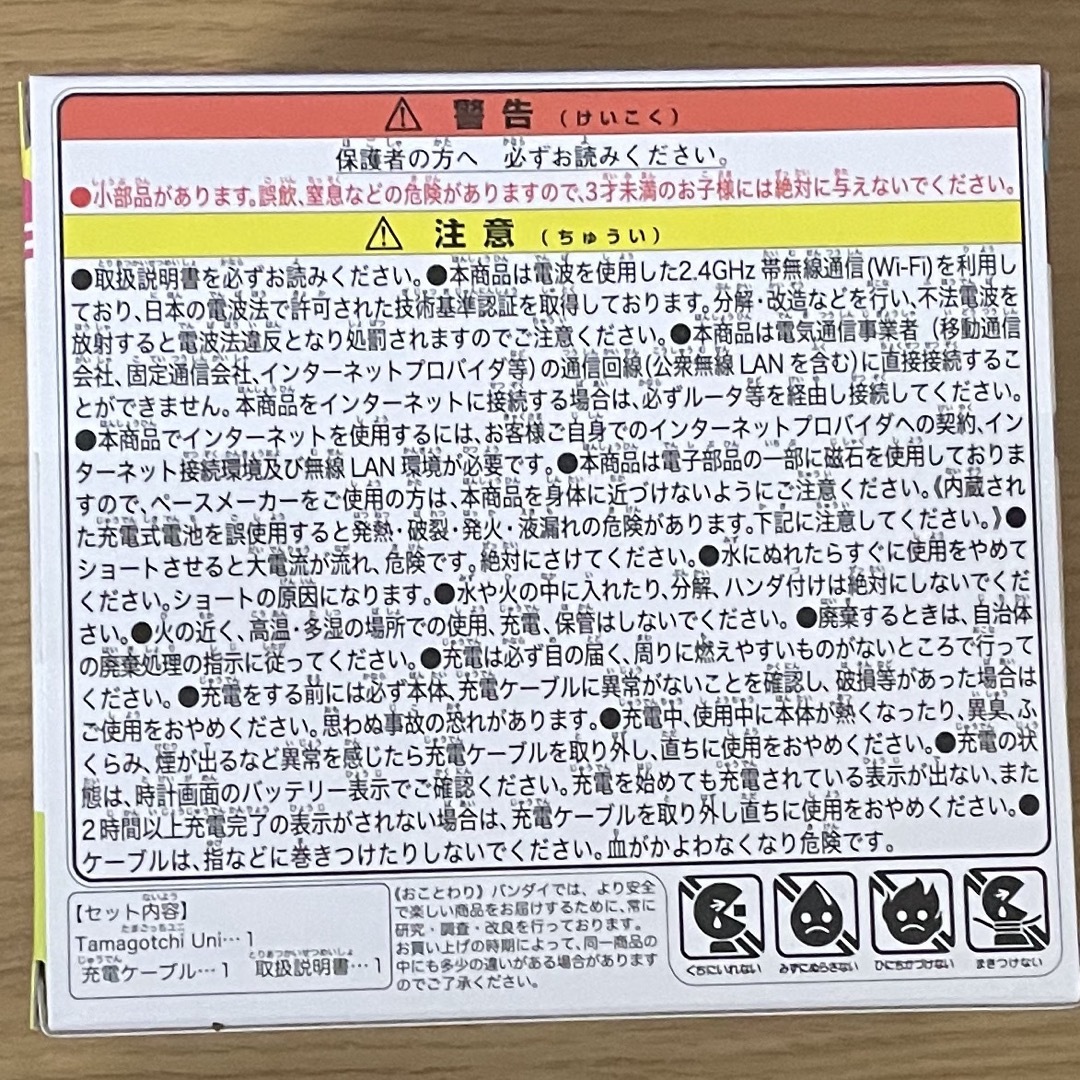 ⚠ 警告（けいこく）
保護者の方へ 必ずお読みください。
●小部品があります。誤飲、窒息などの危険がありますので、3才未満のお子様には絶対に与えないでください。
⚠ 注意（ちゅうい）
●取扱説明書を必ずお読みください。●本商品は電波を使用した2.4GHz 帯無線通信(Wi-Fi)を利用し
ており、日本の電波法で許可された技術基準認証を取得しております。分解・改造などを行い、不法電波を
放射すると電波法違反となり処罰されますのでご注意ください。●本商品は電気通信事業者（移動通信
会社、固定通信会社、インターネットプロバイダ等）の通信回線(公衆無線 LAN を含む)に直接接続するこ
とができません。本商品をインターネットに接続する場合は、必ずルータ等を経由し接続してください。
●本商品でインターネットを使用するには、お客様ご自身でのインターネットプロバイダへの契約、イン
ターネット接続環境及び無線 LAN 環境が必要です。●本商品は電子部品の一部に磁石を使用しておりま
すので、ペースメーカーをご使用の方は、本商品を身体に近づけないようにご注意ください。《内蔵され
た充電式電池を誤使用すると発熱・破裂・発火・液漏れの危険があります。下記に注意してください。》●
ショートさせると大電流が流れ、危険です。絶対にさけてください。●水にぬれたらすぐに使用をやめて
ください。ショートの原因になります。●水や火の中に入れたり、分解、ハンダ付けは絶対にしないでくだ
さい。●火の近く、高温・多湿の場所での使用、充電、保管はしないでください。●廃棄するときは、自治体
の廃棄処理の指示に従ってください。●充電は必ず目の届く、周りに燃えやすいものがないところで行って
ください。●充電をする前には必ず本体、充電ケーブルに異常がないことを確認し、破損等があった場合は
ご使用をおやめください。思わぬ事故の恐れがあります。●充電中、使用中に本体が熱くなったり、異臭、ふ
くらみ、煙が出るなど異常を感じたら充電ケーブルを取り外し、直ちに使用をおやめください。●充電の状
態は、時計画面のバッテリー表示でご確認ください。充電を始めても充電されている表示が出ない、また
2時間以上充電完了の表示がされない場合は、充電ケーブルを取り外し直ちに使用をおやめください。●
ケーブルは、指などに巻きつけたりしないでください。血がかよわなくなり危険です。
【セット内容】
Tamagotchi Uni…1
充電ケーブル…1 取扱説明書…1
《おことわり》バンダイでは、より安全
で楽しい商品をお届けするために、常に
研究・調査・改良を行っております。
お買い上げの時期によって、同一商品の
中にも多少の違いがある場合があります
のでご了承ください。
くちにいれない みずにぬらさない ひにちかづけない まきつけない